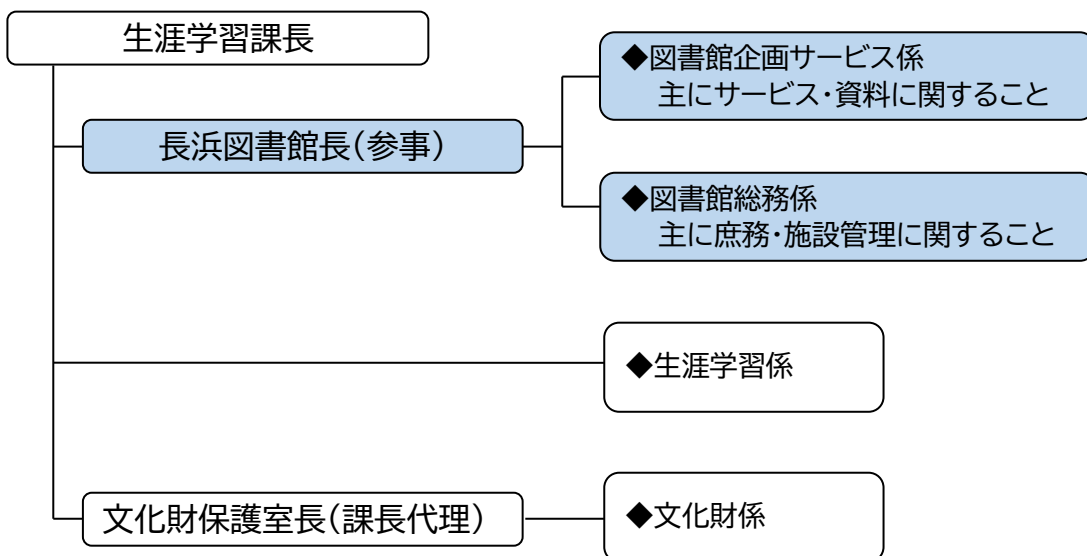 生涯学習課長
◆図書館企画サービス係
主にサービス・資料に関すること
長浜図書館長(参事)
◆図書館総務係
主に庶務・施設管理に関すること
◆生涯学習係
文化財保護室長(課長代理)
◆文化財係